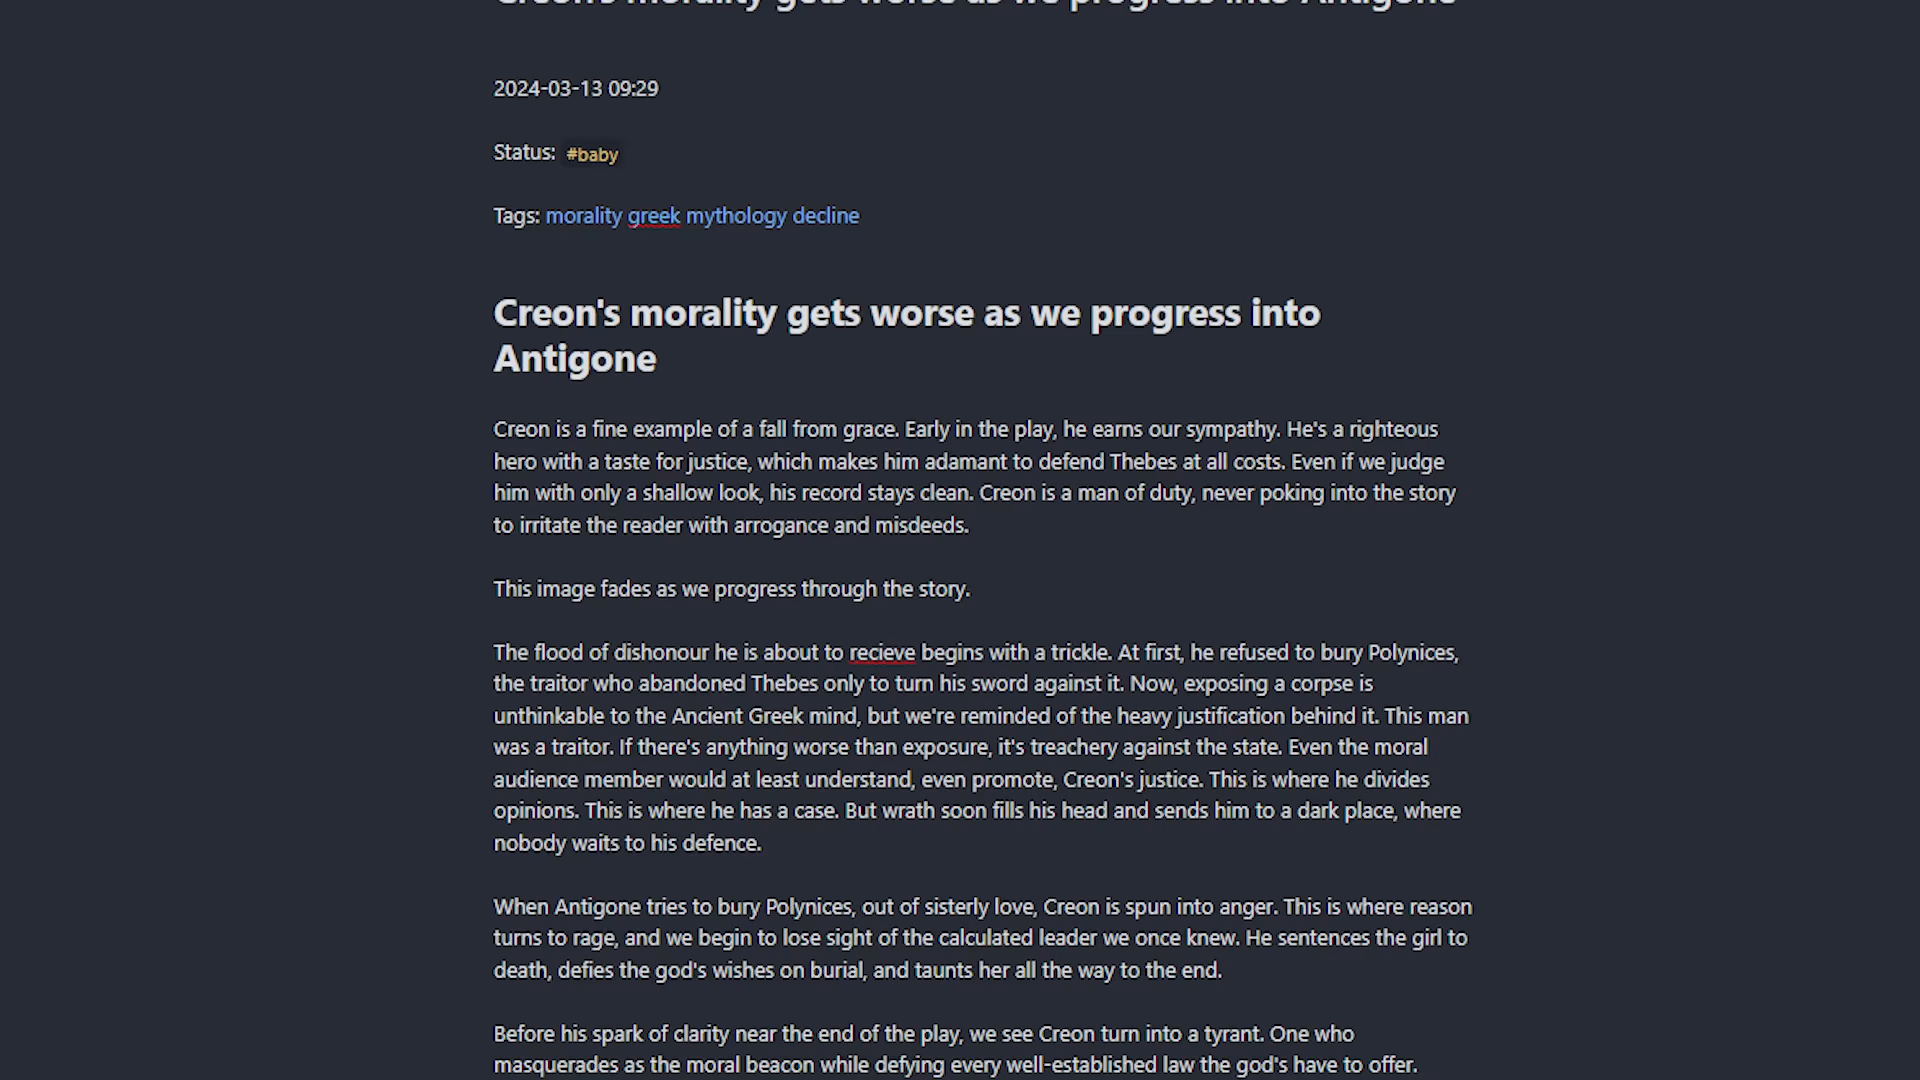 Creon's morality gets worse as we progress into Antigone
2024-03-13 09:29
Status: #baby
Tags: morality greek mythology decline
Creon's morality gets worse as we progress into
Antigone
Creon is a fine example of a fall from grace. Early in the play, he earns our sympathy. He's a righteous
hero with a taste for justice, which makes him adamant to defend Thebes at all costs. Even if we judge
him with only a shallow look, his record stays clean. Creon is a man of duty, never poking into the story
to irritate the reader with arrogance and misdeeds.
This image fades as we progress through the story.
The flood of dishonour he is about to recieve begins with a trickle. At first, he refused to bury Polynices,
the traitor who abandoned Thebes only to turn his sword against it. Now, exposing a corpse is
unthinkable to the Ancient Greek mind, but we're reminded of the heavy justification behind it. This man
was a traitor. If there's anything worse than exposure, it's treachery against the state. Even the moral
audience member would at least understand, even promote, Creon's justice. This is where he divides
opinions. This is where he has a case. But wrath soon fills his head and sends him to a dark place, where
nobody waits to his defence.
When Antigone tries to bury Polynices, out of sisterly love, Creon is spun into anger. This is where reason
turns to rage, and we begin to lose sight of the calculated leader we once knew. He sentences the girl to
death, defies the god's wishes on burial, and taunts her all the way to the end.
Before his spark of clarity near the end of the play, we see Creon turn into a tyrant. One who
masquerades as the moral beacon while defying every well-established law the god's have to offer.